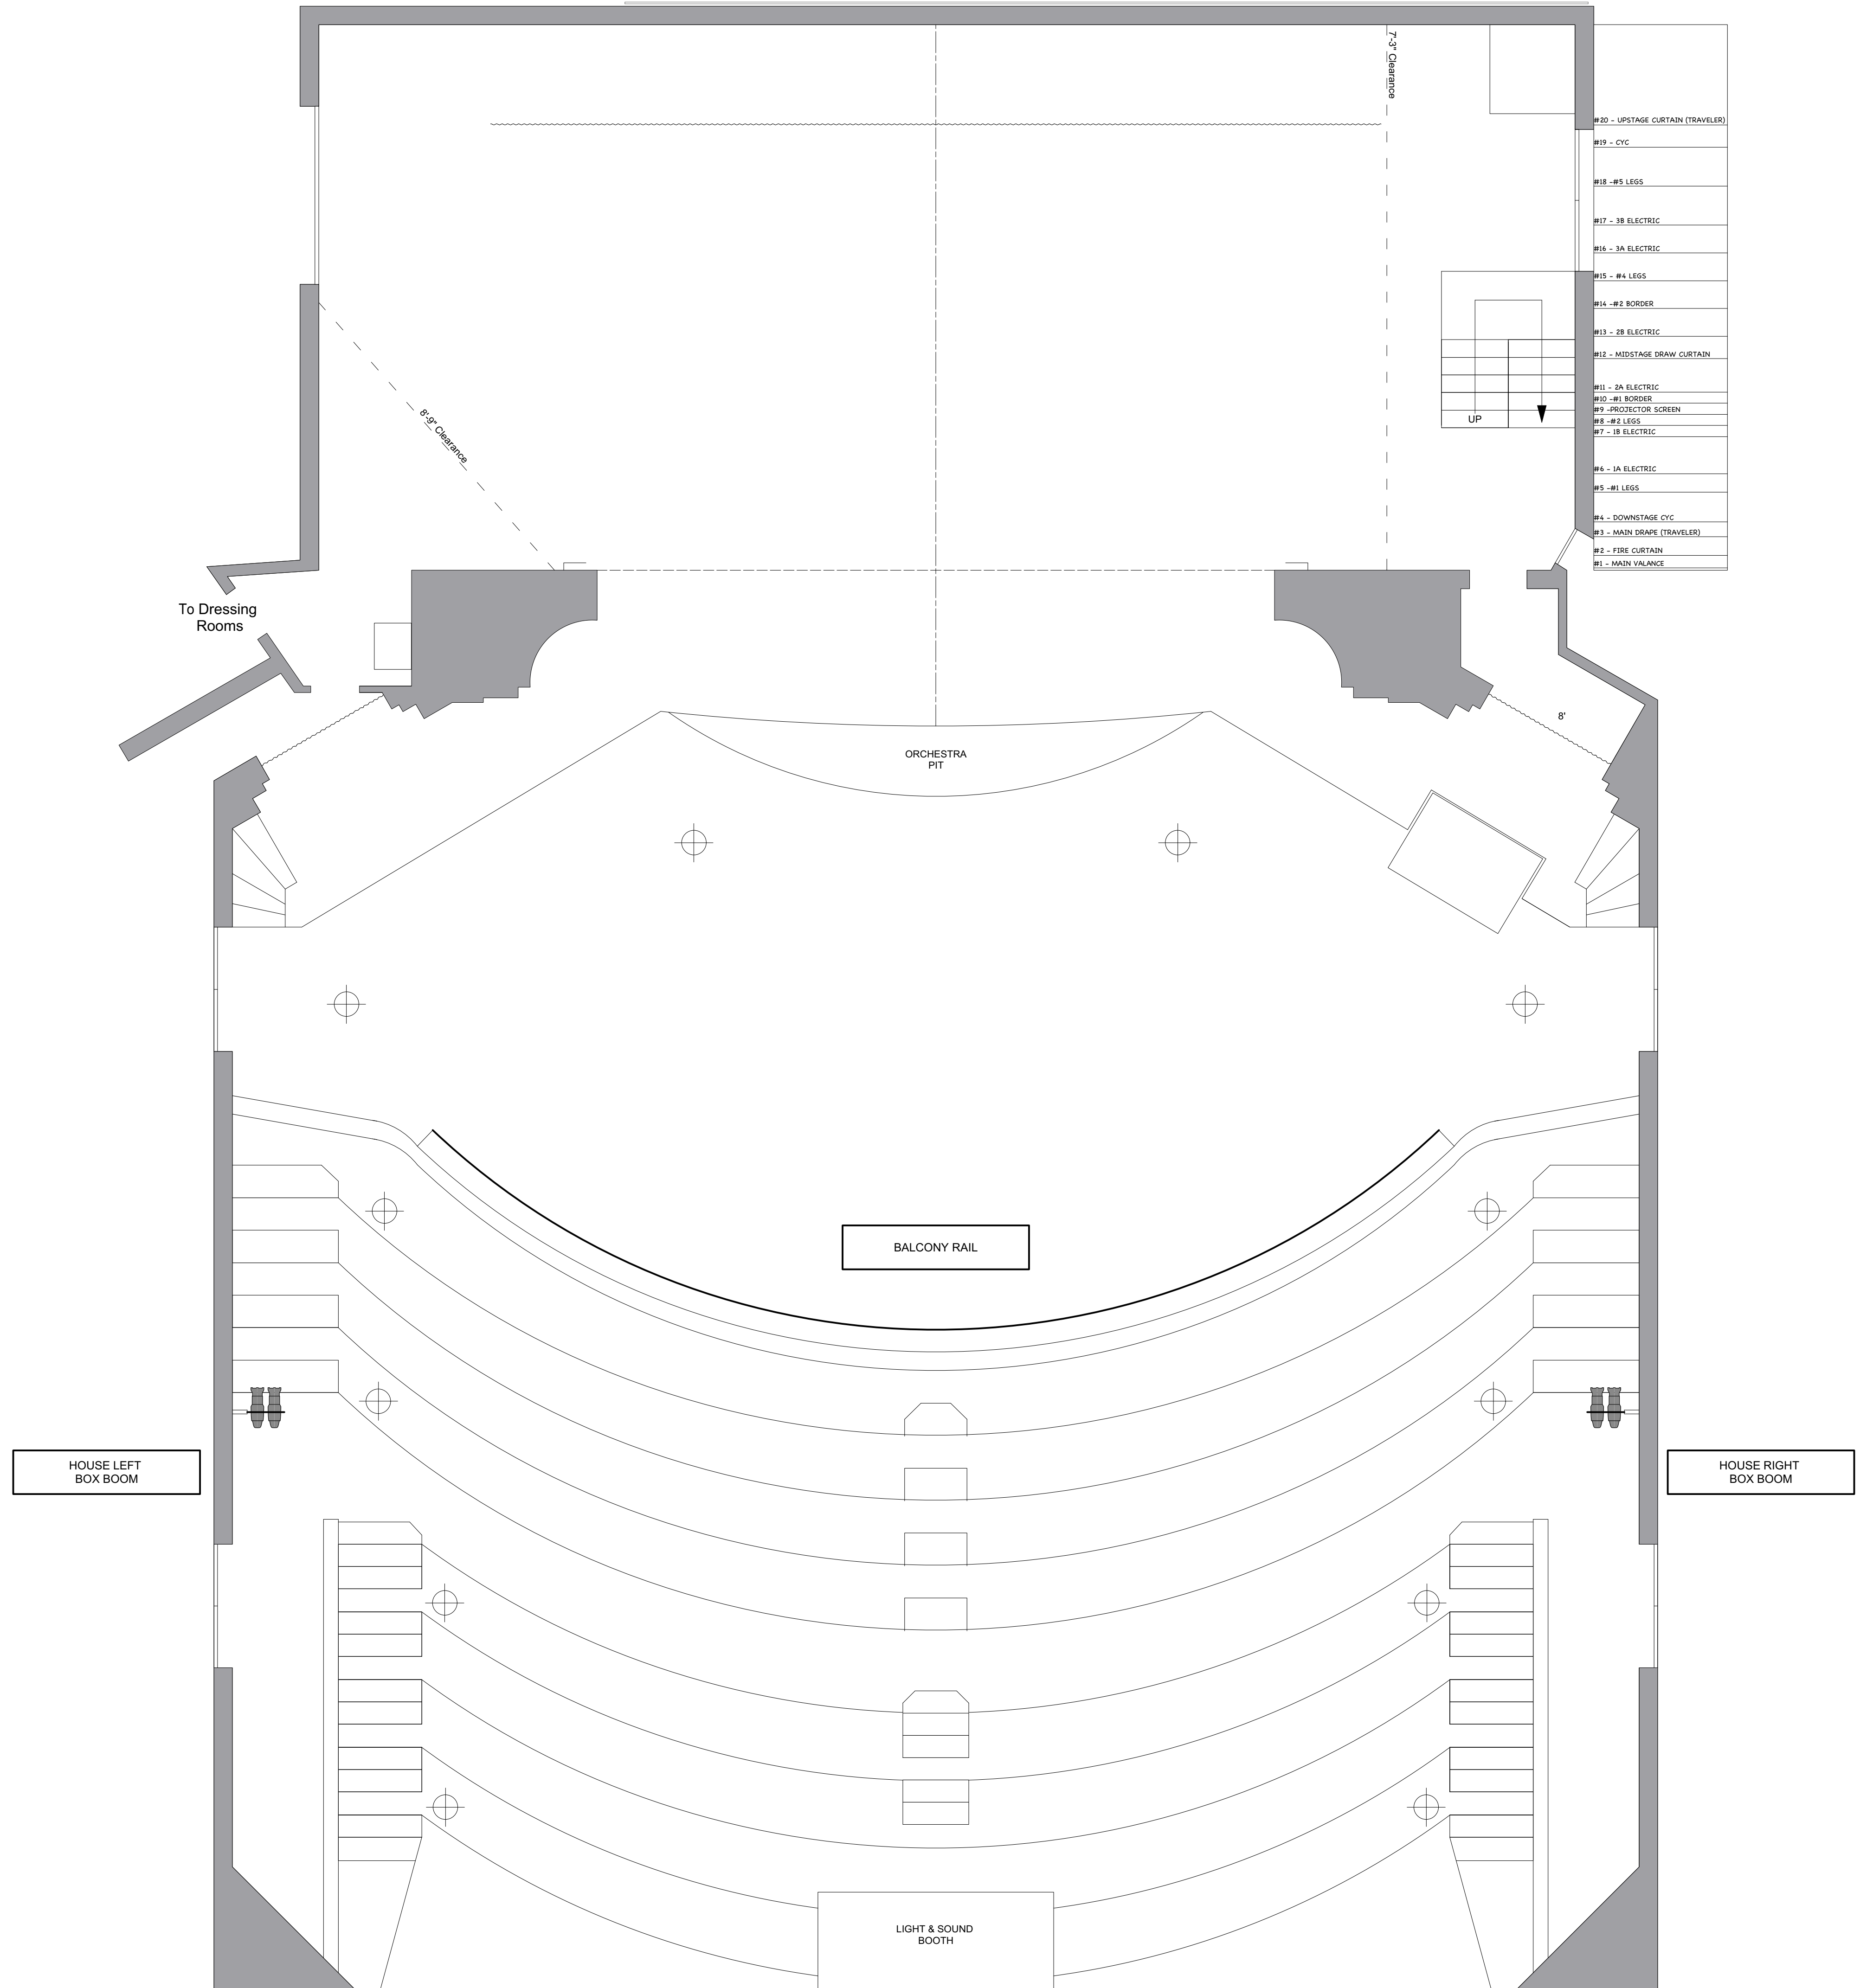 7'-3" Clearance
#20 - UPSTAGE CURTAIN (TRAVELER)
#19 - CYC
#18 -#5 LEGS
#17 - 3B ELECTRIC
#16 - 3A ELECTRIC
#15 - #4 LEGS
#14 -#2 BORDER
#13 - 2B ELECTRIC
#12 - MIDSTAGE DRAW CURTAIN
#11 - 2A ELECTRIC
#10 -#1 BORDER
#9 -PROJECTOR SCREEN
#8 -#2 LEGS
#7 - 1B ELECTRIC
#6 - 1A ELECTRIC
#5 -#1 LEGS
#4 - DOWNSTAGE CYC
#3 - MAIN DRAPE (TRAVELER)
#2 - FIRE CURTAIN
#1 - MAIN VALANCE
UP
8'-9" Clearance
To Dressing
Rooms
8'
ORCHESTRA
PIT
BALCONY RAIL
HOUSE LEFT
BOX BOOM
HOUSE RIGHT
BOX BOOM
LIGHT & SOUND
BOOTH